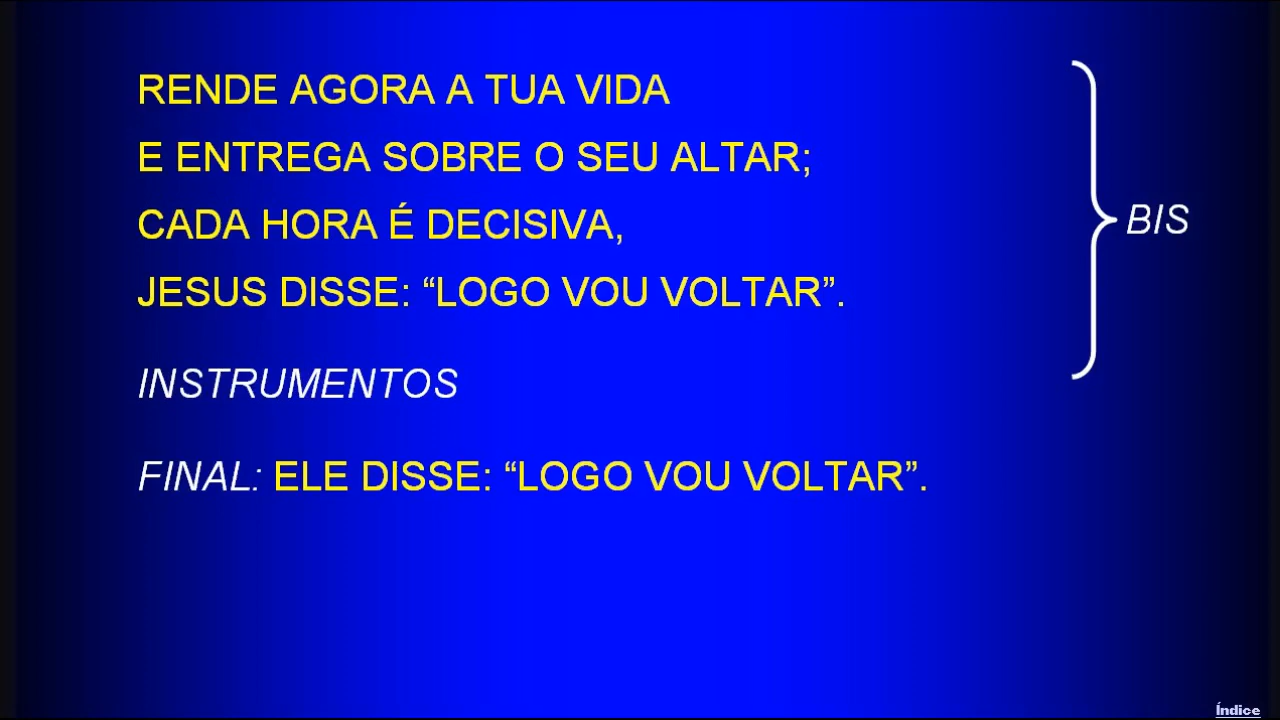 RENDE AGORA A TUA VIDA
E ENTREGA SOBRE O SEU ALTAR;
CADA HORA É DECISIVA,
JESUS DISSE: “LOGO VOU VOLTAR”.
BIS
INSTRUMENTOS
FINAL: ELE DISSE: “LOGO VOU VOLTAR”.
Índice